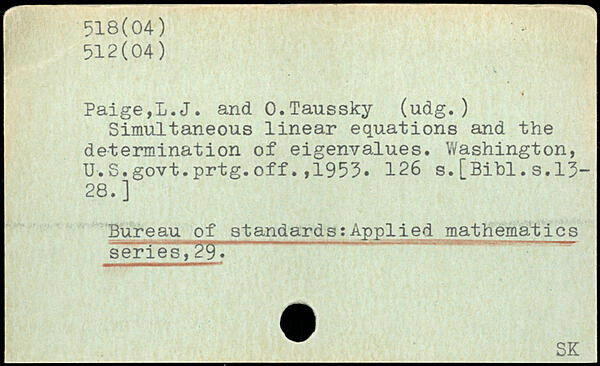 518(04)
512(04)
Paige,L.J. and O.Taussky (udg.)
Simultaneous linear equations and the
determination of eigenvalues. Washington,
U.S.govt.prtg.off.,1953. 126 s.[Bibl.s.13-
28.]
Bureau of standards:Applied mathematics
series,29.
SK